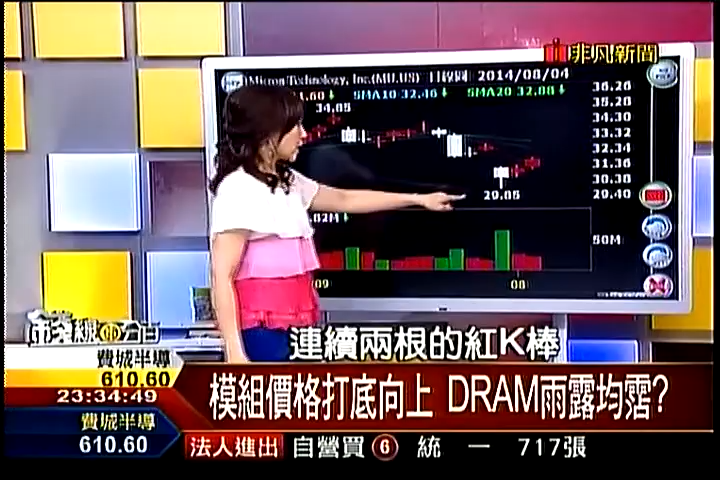 非凡新聞
Micron Technology, Inc.(MU.US) 日線圖 2014/08/04
SMA10 32.46↓ SMA20 32.08↓
34.85
36.26
35.28
34.30
33.32
32.34
31.36
30.38
29.40
29.85
.82M↓
50M
09
08
連續兩根的紅K棒
費城半導
610.60
23:34:49
模組價格打底向上 DRAM雨露均霑?
費城半導
610.60
法人進出 自營買 6 統一 717張